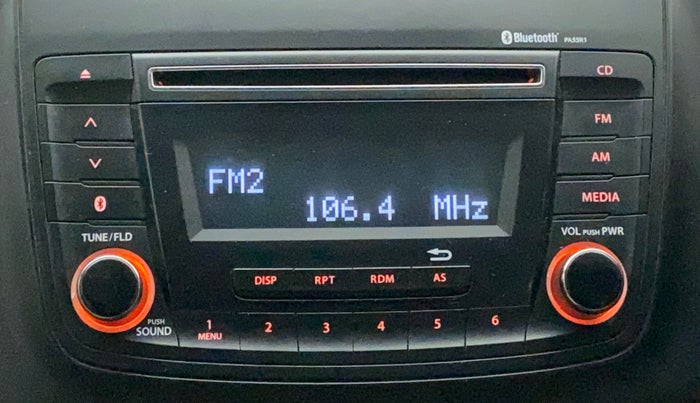 Bluetooth PASSR1
CD
FM
AM
MEDIA
FM2
106.4 MHz
TUNE/FLD
VOL PUSH PWR
DISP RPT RDM AS
PUSH
SOUND
1 2 3 4 5 6
MENU